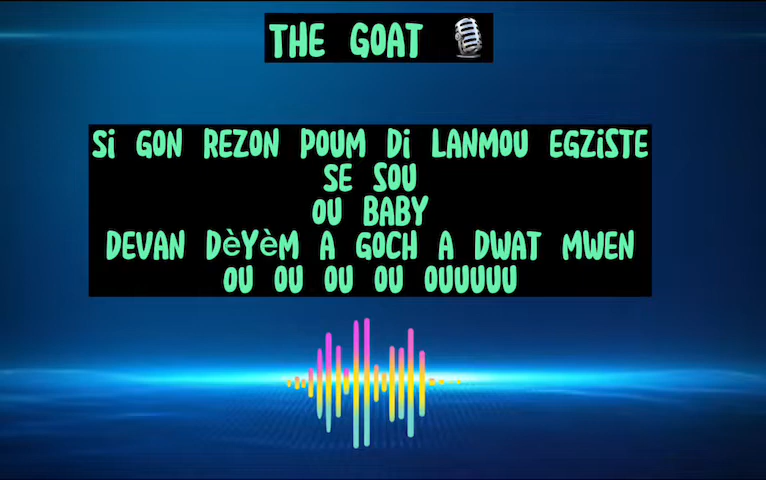 THE GOAT
Si GON REZON POUM Di LANMOU EGZiSTE
SE SOU
OU BABY
DEVAN DèYèM A GOCH A DWAT MWEN
OU OU OU OU OUUUUU